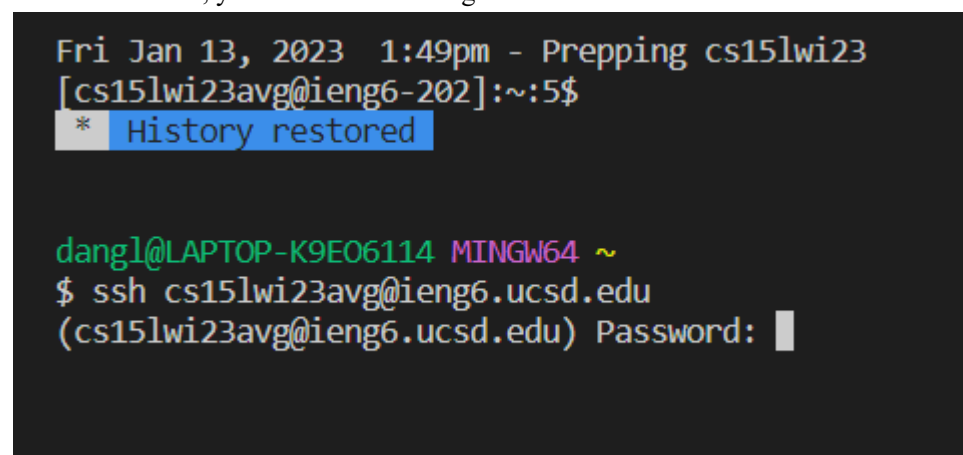 Fri Jan 13, 2023  1:49pm - Prepping cs15lwi23
[cs15lwi23avg@ieng6-202]:~:5$
* History restored
dangl@LAPTOP-K9EO6114 MINGW64 ~
$ ssh cs15lwi23avg@ieng6.ucsd.edu
(cs15lwi23avg@ieng6.ucsd.edu) Password: